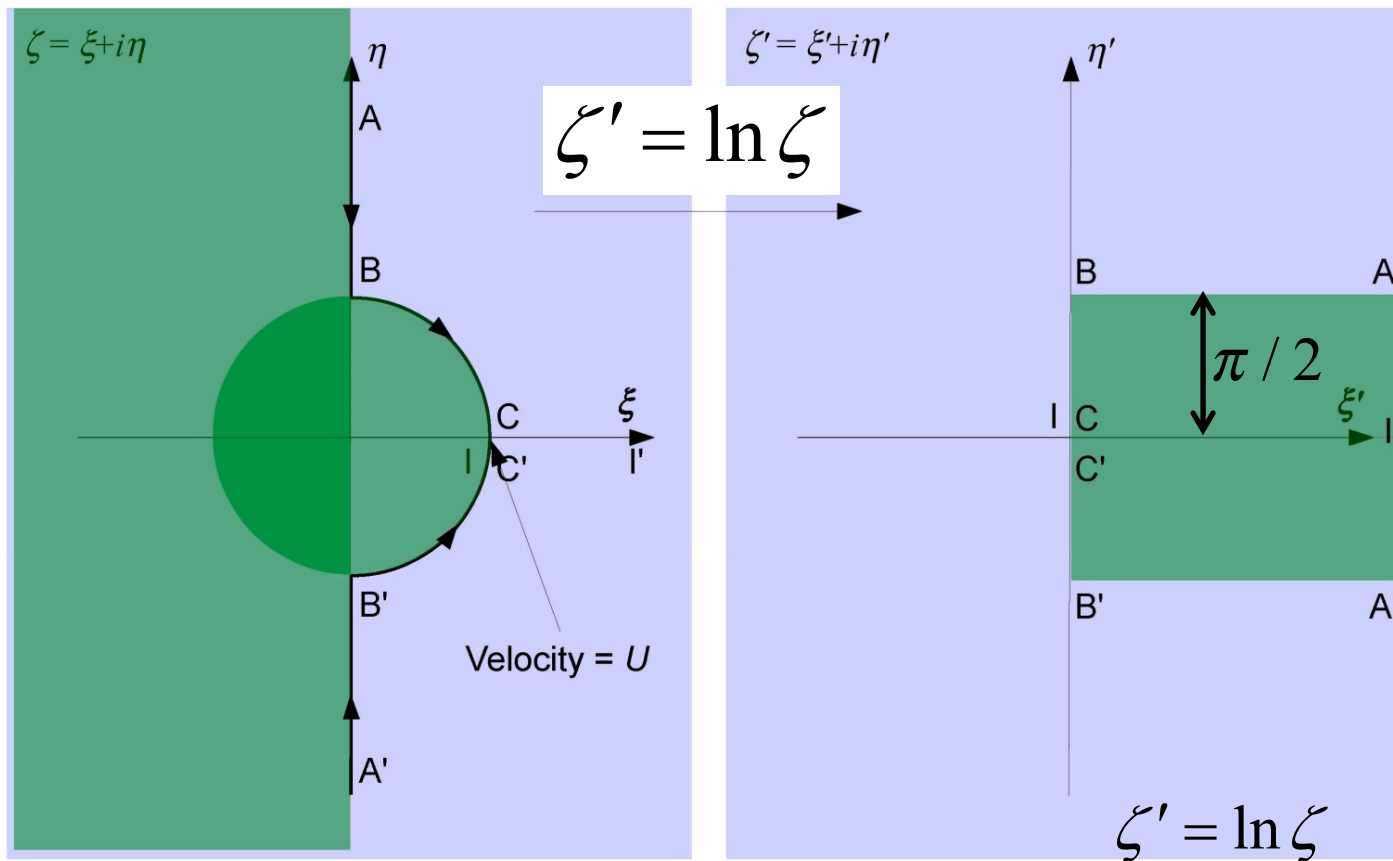 ζ = ξ+iη
η
A
B
C
ξ
I
C'
I'
B'
Velocity = U
A'
ζ' = ln ζ
ζ' = ξ'+iη'
η'
B
A
π / 2
I
C
ξ'
I
C'
B'
A
ζ' = ln ζ